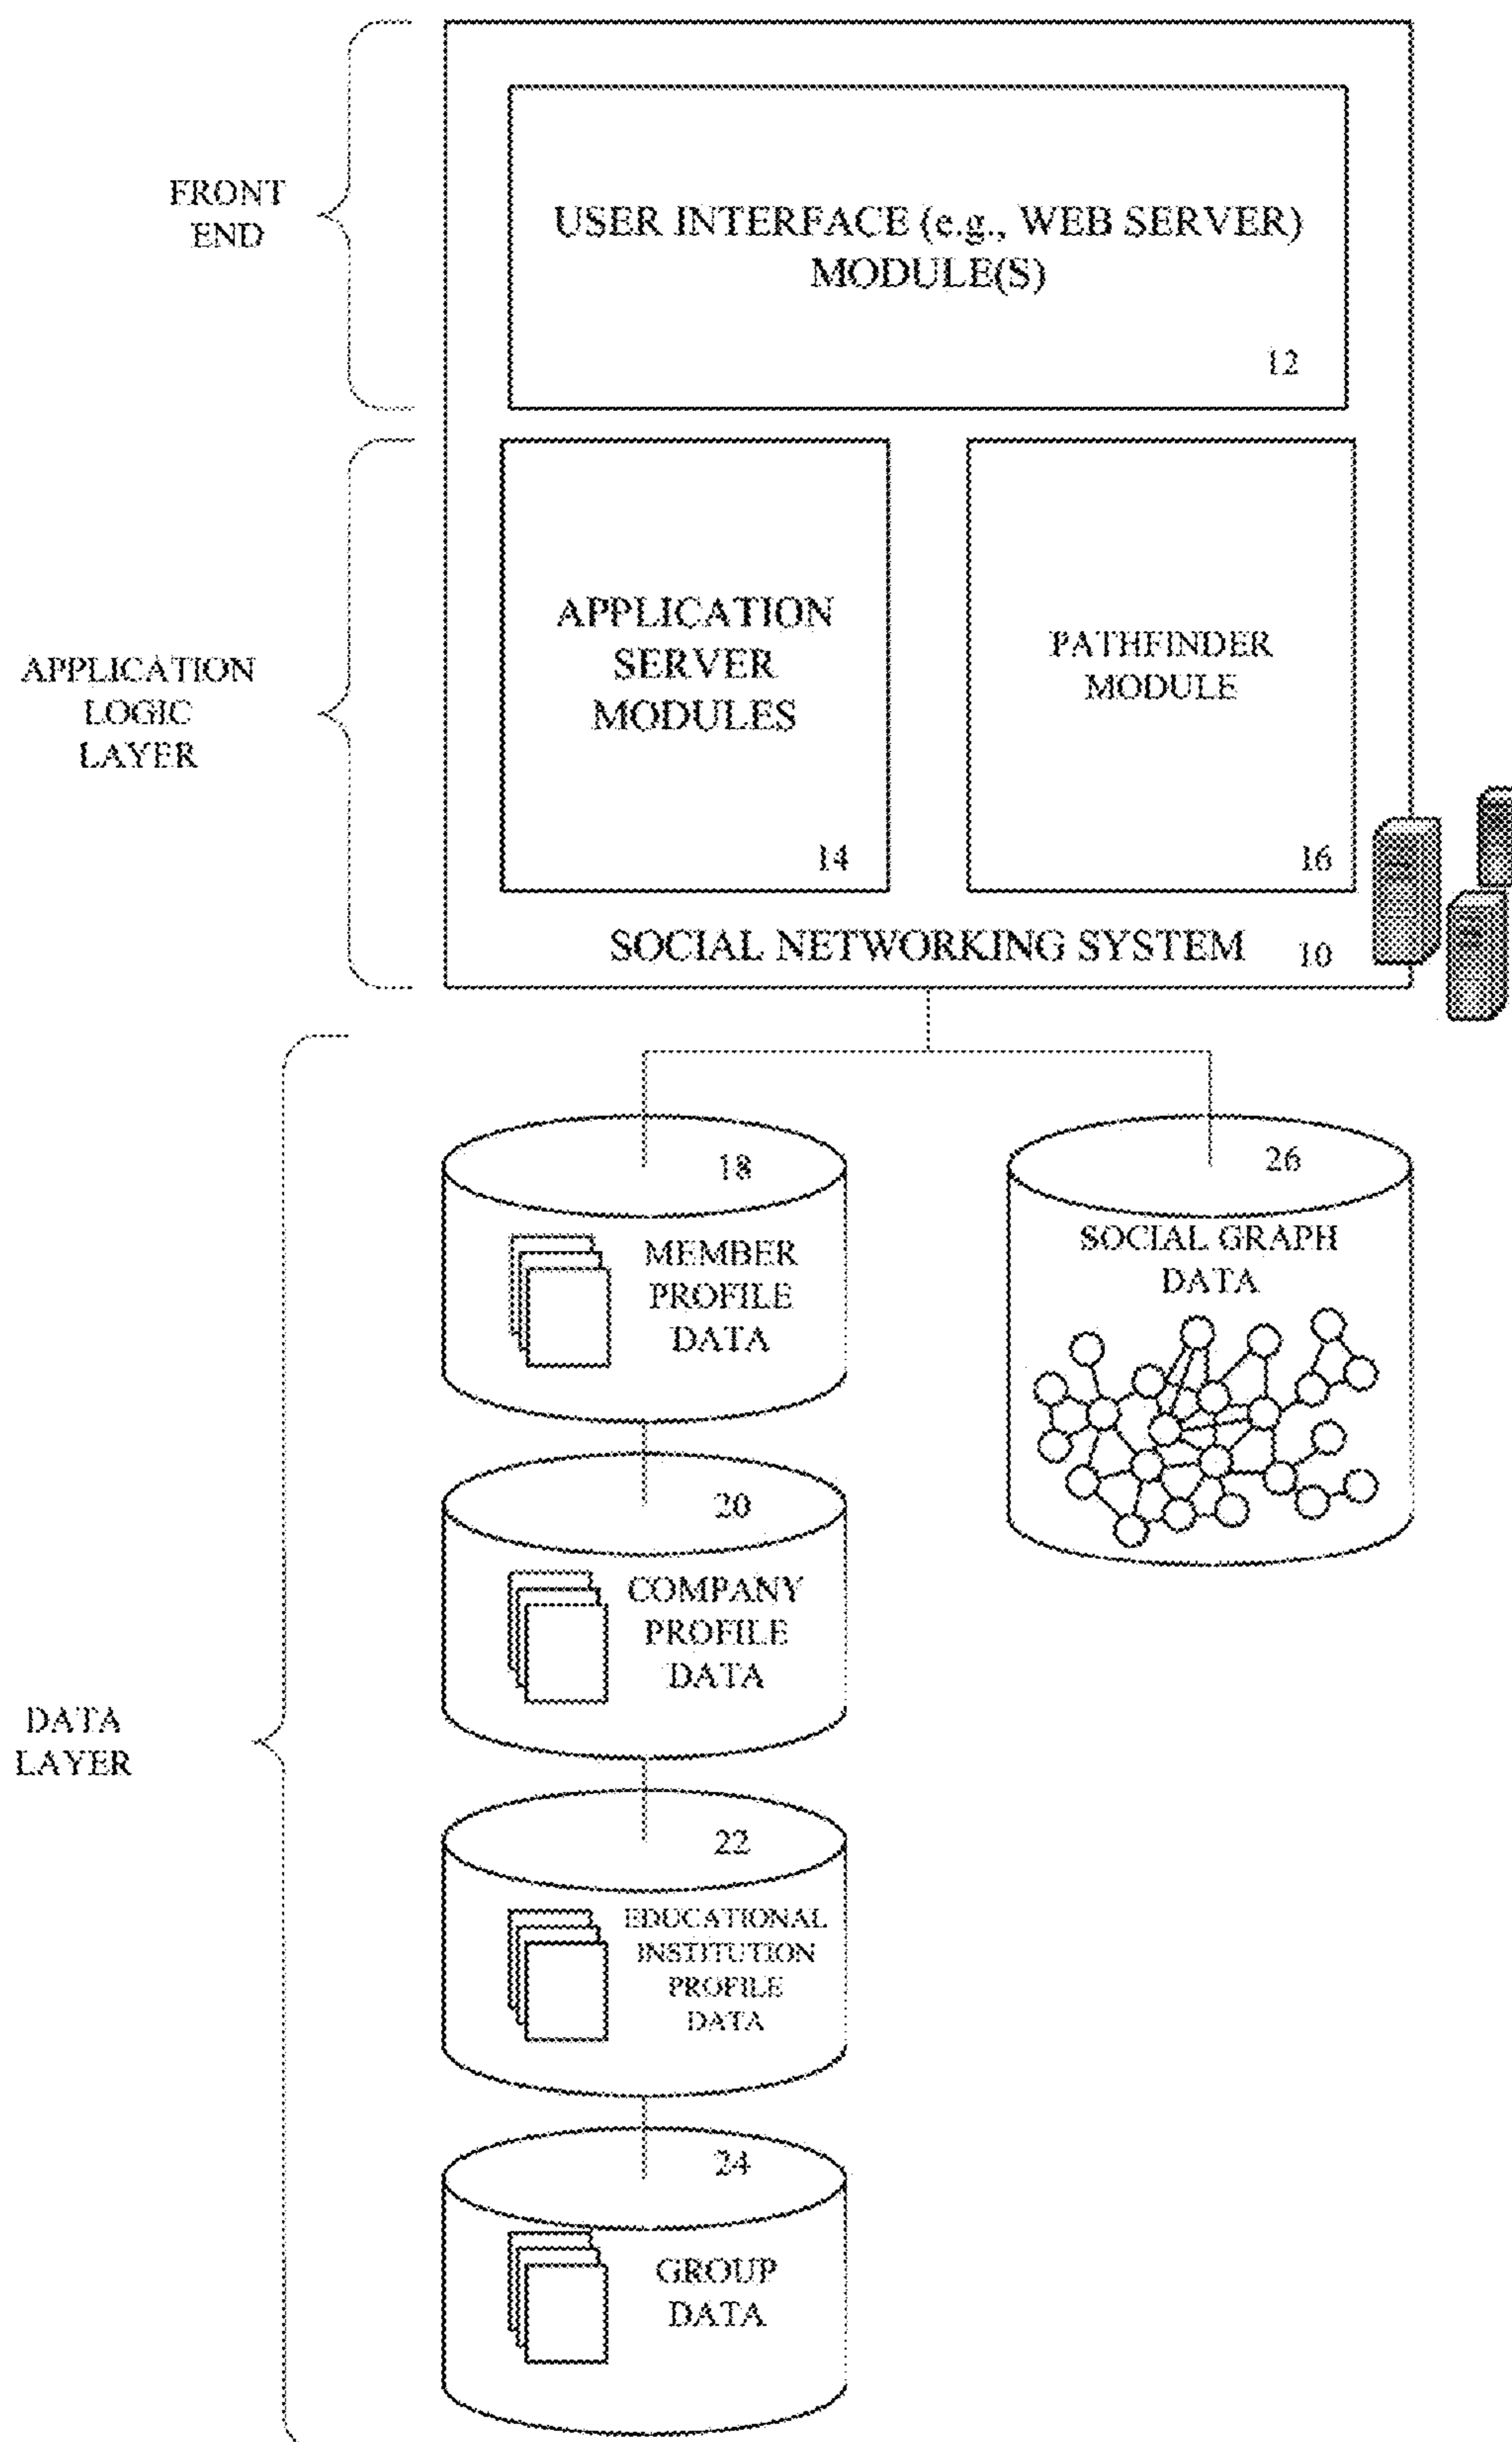 FRONT
END
USER INTERFACE (e.g., WEB SERVER)
MODULE(S)
12
APPLICATION
LOGIC
LAYER
APPLICATION
SERVER
MODULES
14
PATHFINDER
MODULE
16
SOCIAL NETWORKING SYSTEM 10
DATA
LAYER
18
MEMBER
PROFILE
DATA
26
SOCIAL GRAPH
DATA
20
COMPANY
PROFILE
DATA
22
EDUCATIONAL
INSTITUTION
PROFILE
DATA
24
GROUP
DATA